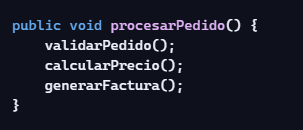 public void procesarPedido() {
    validarPedido();
    calcularPrecio();
    generarFactura();
}